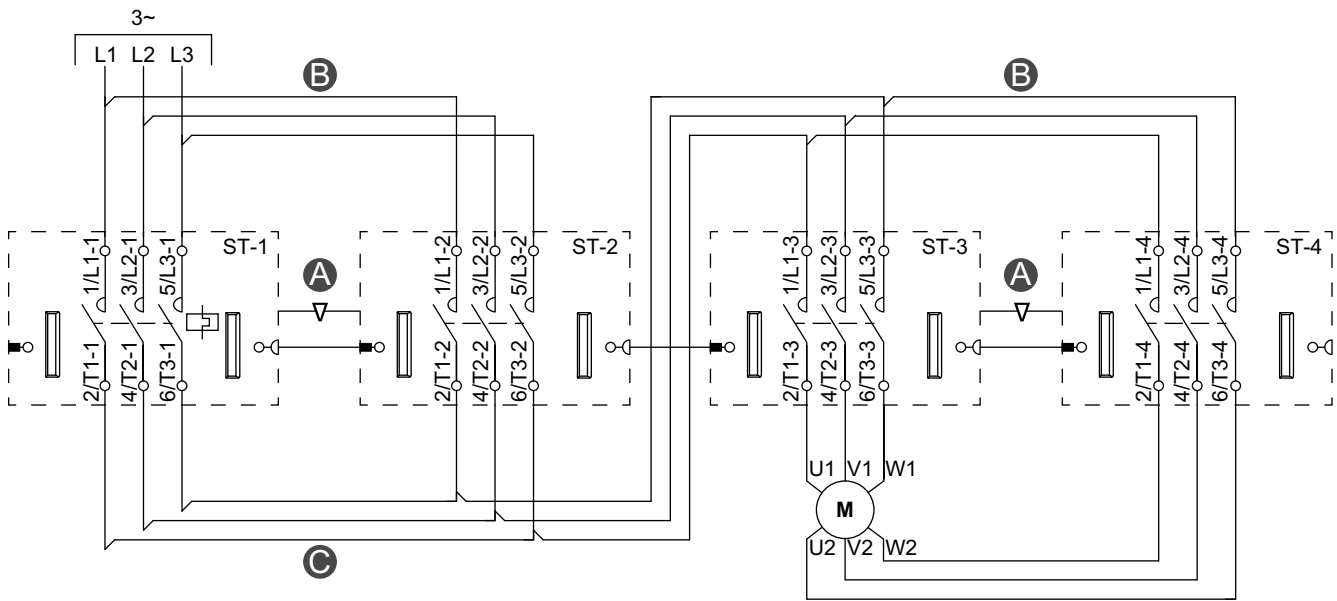 3~
L1 L2 L3
B
B
ST-1
ST-2
ST-3
ST-4
1/L1-1
3/L2-1
5/L3-1
1/L1-2
3/L2-2
5/L3-2
1/L1-3
3/L2-3
5/L3-3
1/L1-4
3/L2-4
5/L3-4
A
A
2/T1-1
4/T2-1
6/T3-1
2/T1-2
4/T2-2
6/T3-2
2/T1-3
4/T2-3
6/T3-3
2/T1-4
4/T2-4
6/T3-4
U1 V1 W1
M
U2 V2 W2
C